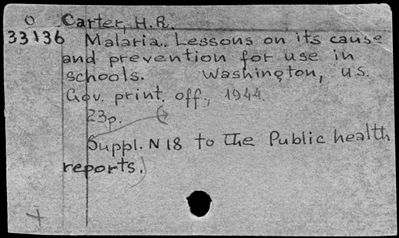 O Carter, H.R.
33136 Malaria. Lessons on its cause
and prevention for use in
schools. Washington, U.S.
Gov. print. off., 1944.
23p.
Suppl. N 18 to the Public health
reports.